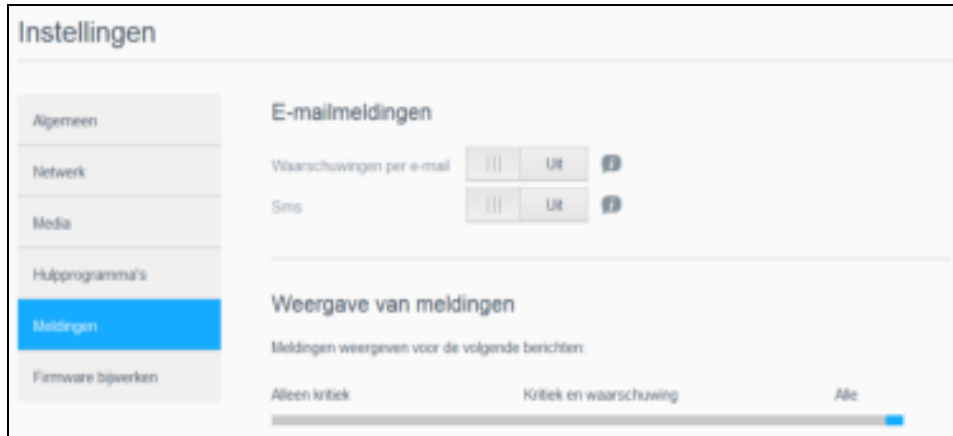 Instellingen
Algemeen
Netwerk
Media
Hulpprogramma's
Meldingen
Firmware bijwerken
E-mailmeldingen
Waarschuwingen per e-mail Uit
Sms Uit
Weergave van meldingen
Meldingen weergeven voor de volgende berichten:
Alleen kritiek Kritiek en waarschuwing Alle